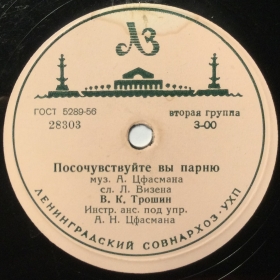 ЛЗ
ГОСТ 5289-56
28303
вторая группа
3-00
Посочувствуйте вы парню
муз. А. Цфасмана
сл. Л. Визена
В. К. Трошин
Инстр. анс. под упр.
А. Н. Цфасмана
ЛЕНИНГРАДСКИЙ СОВНАРХОЗ·УХП